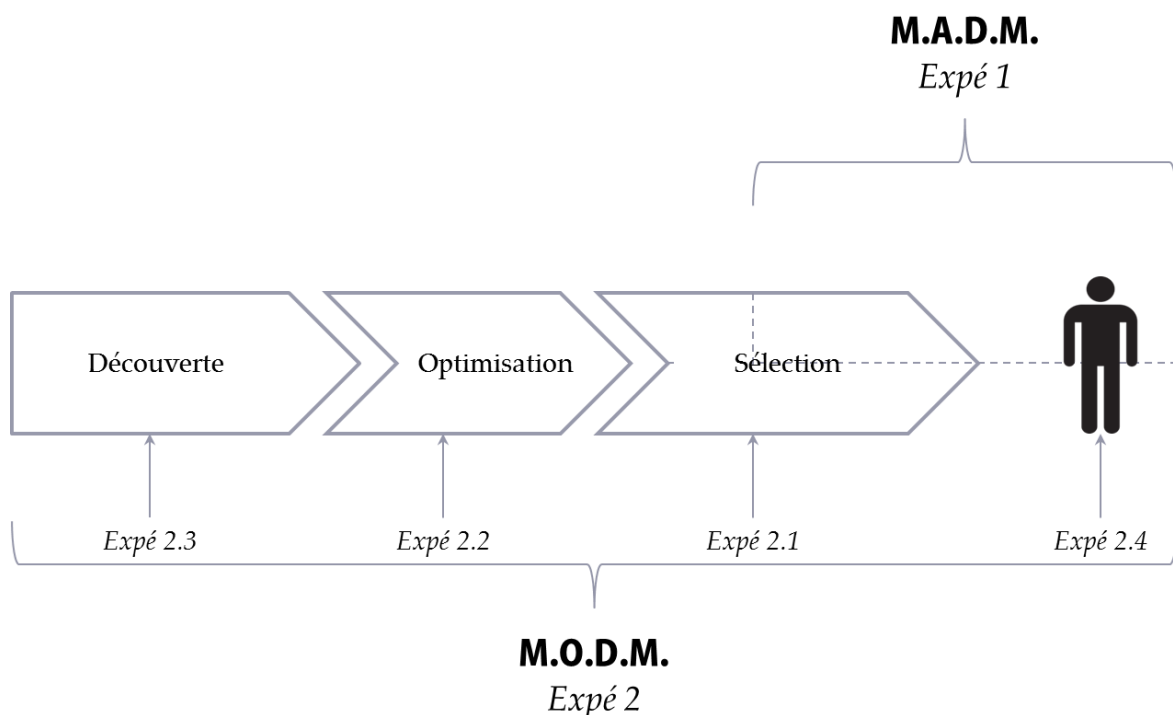 M.A.D.M.
Expé 1
Découverte
Optimisation
Sélection
Expé 2.3
Expé 2.2
Expé 2.1
Expé 2.4
M.O.D.M.
Expé 2